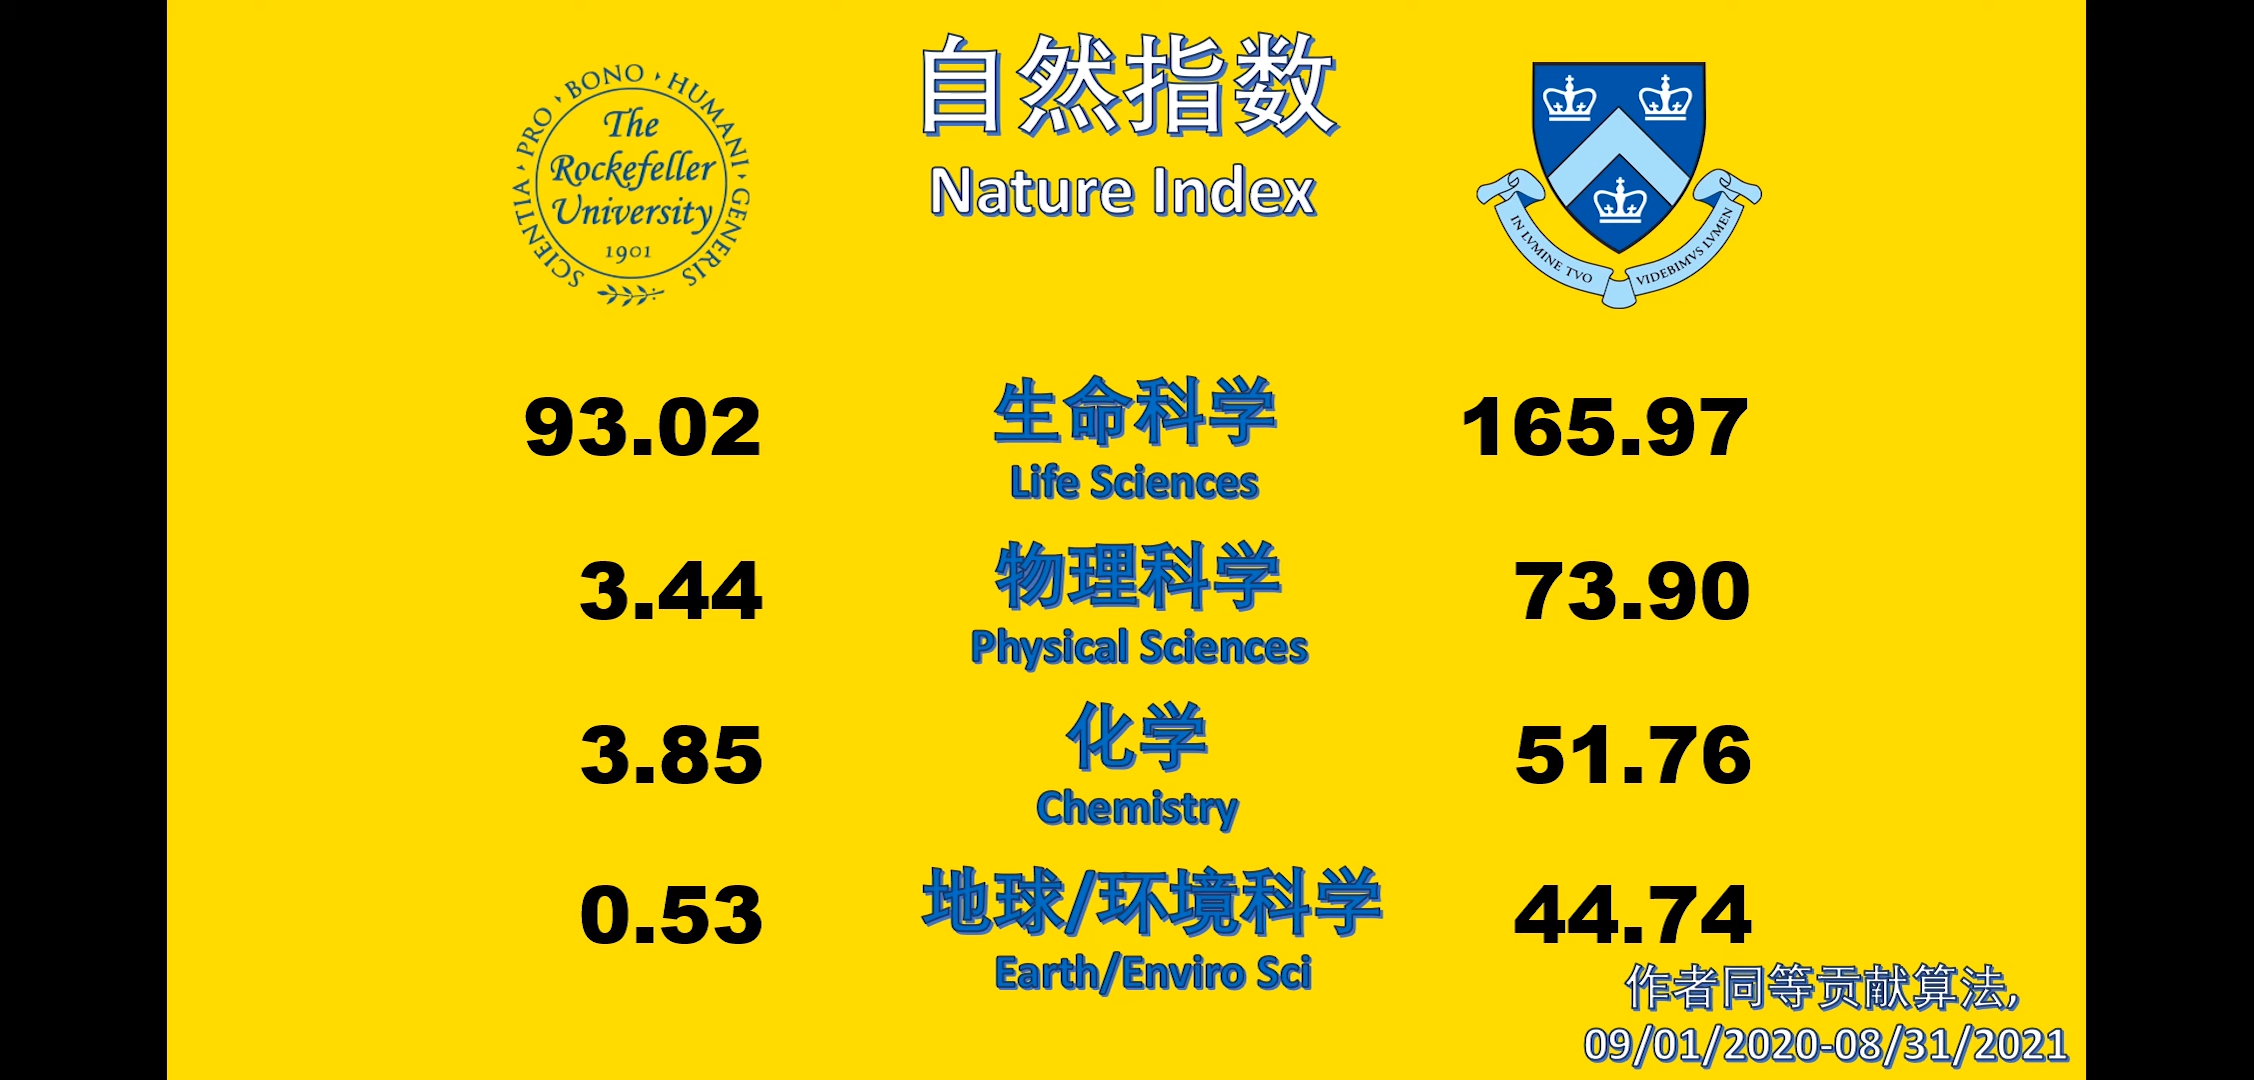 自然指数
Nature Index
SCIENTIA · PRO · BONO · HUMANI · GENERIS
The
Rockefeller
University
1901
IN LVMINE TVO
VIDEBIMVS LVMEN
93.02
生命科学
165.97
Life Sciences
3.44
物理科学
73.90
Physical Sciences
3.85
化学
51.76
Chemistry
0.53
地球/环境科学
44.74
Earth/Enviro Sci
作者同等贡献算法,
09/01/2020-08/31/2021